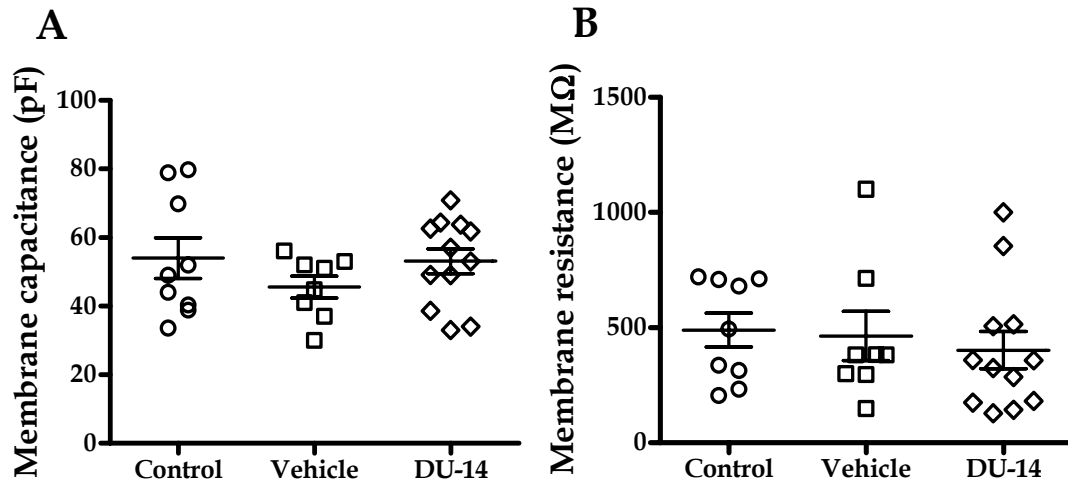 A
Membrane capacitance (pF)
100
80
60
40
20
0
Control Vehicle DU-14
B
Membrane resistance (MΩ)
1500
1000
500
0
Control Vehicle DU-14